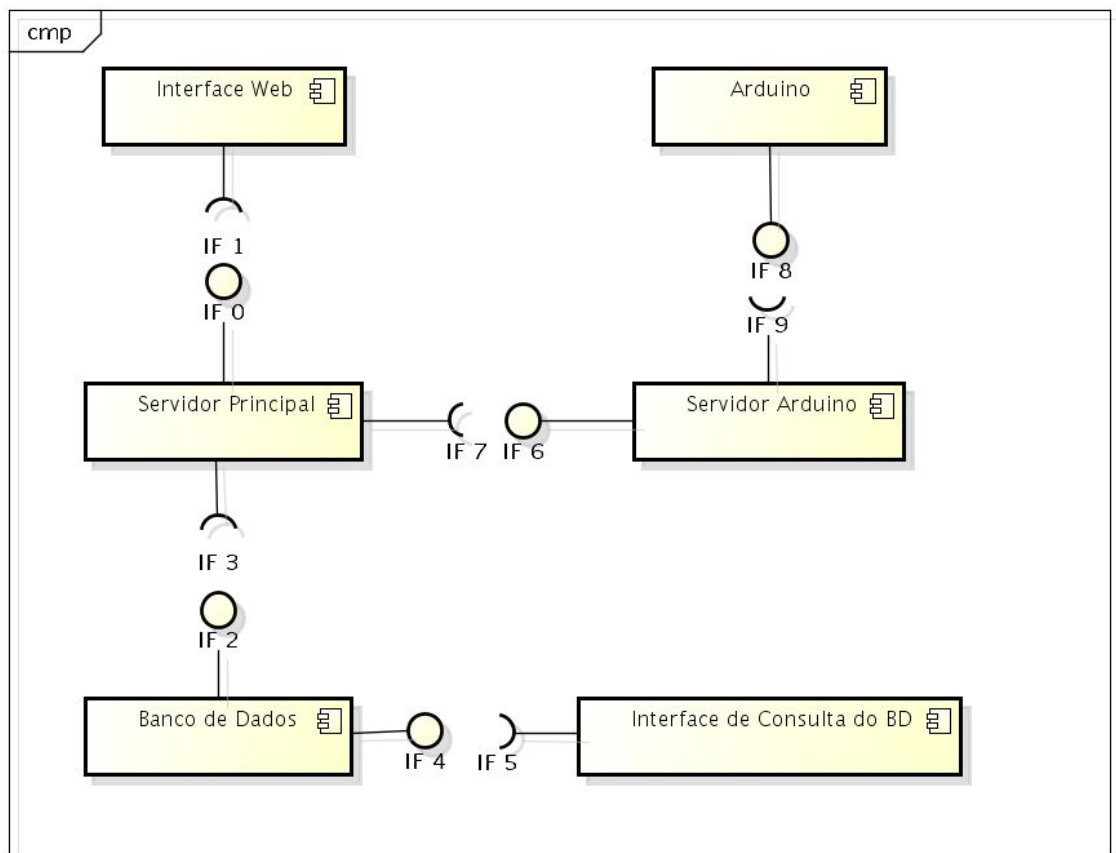 cmp
Interface Web
Arduino
IF 1
IF 0
IF 8
IF 9
Servidor Principal
Servidor Arduino
IF 7
IF 6
IF 3
IF 2
Banco de Dados
Interface de Consulta do BD
IF 4
IF 5